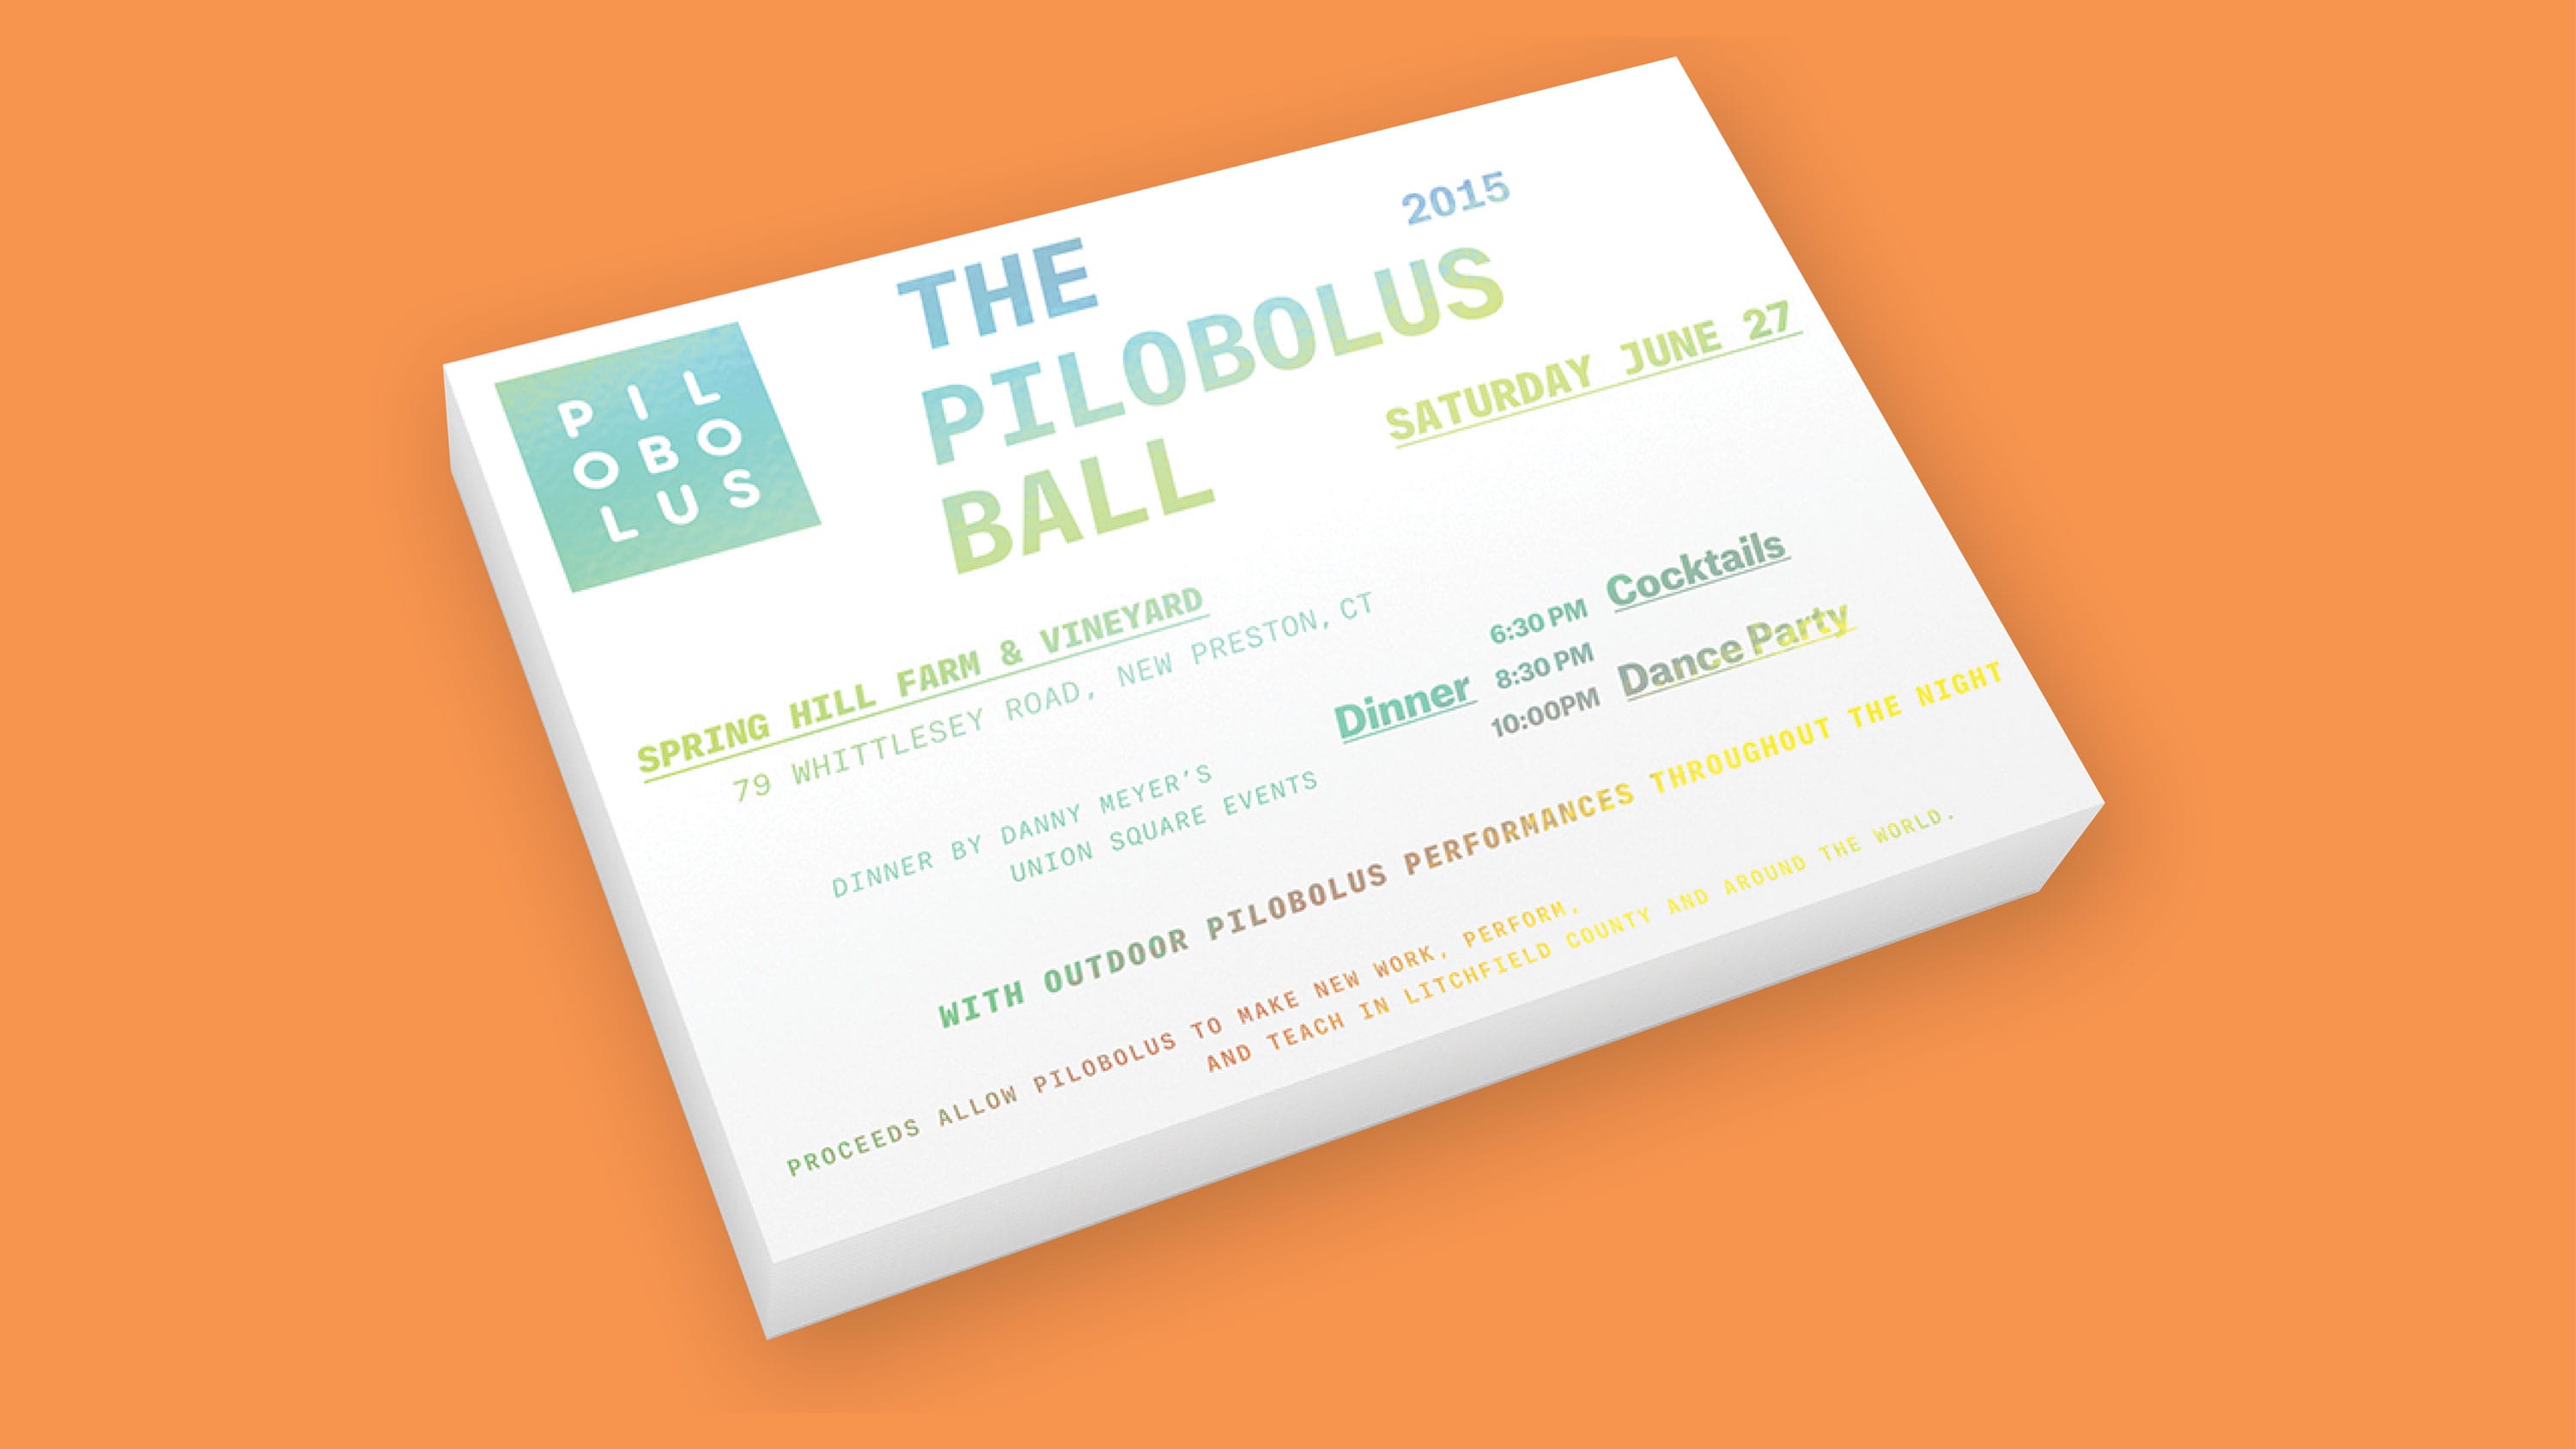 PIL
OBO
LUS
2015
THE
PILOBOLUS
BALL
SATURDAY JUNE 27
SPRING HILL FARM & VINEYARD
79 WHITTLESEY ROAD, NEW PRESTON, CT
6:30 PM Cocktails
Dinner 8:30 PM
10:00PM Dance Party
DINNER BY DANNY MEYER'S
UNION SQUARE EVENTS
WITH OUTDOOR PILOBOLUS PERFORMANCES THROUGHOUT THE NIGHT
PROCEEDS ALLOW PILOBOLUS TO MAKE NEW WORK, PERFORM,
AND TEACH IN LITCHFIELD COUNTY AND AROUND THE WORLD.